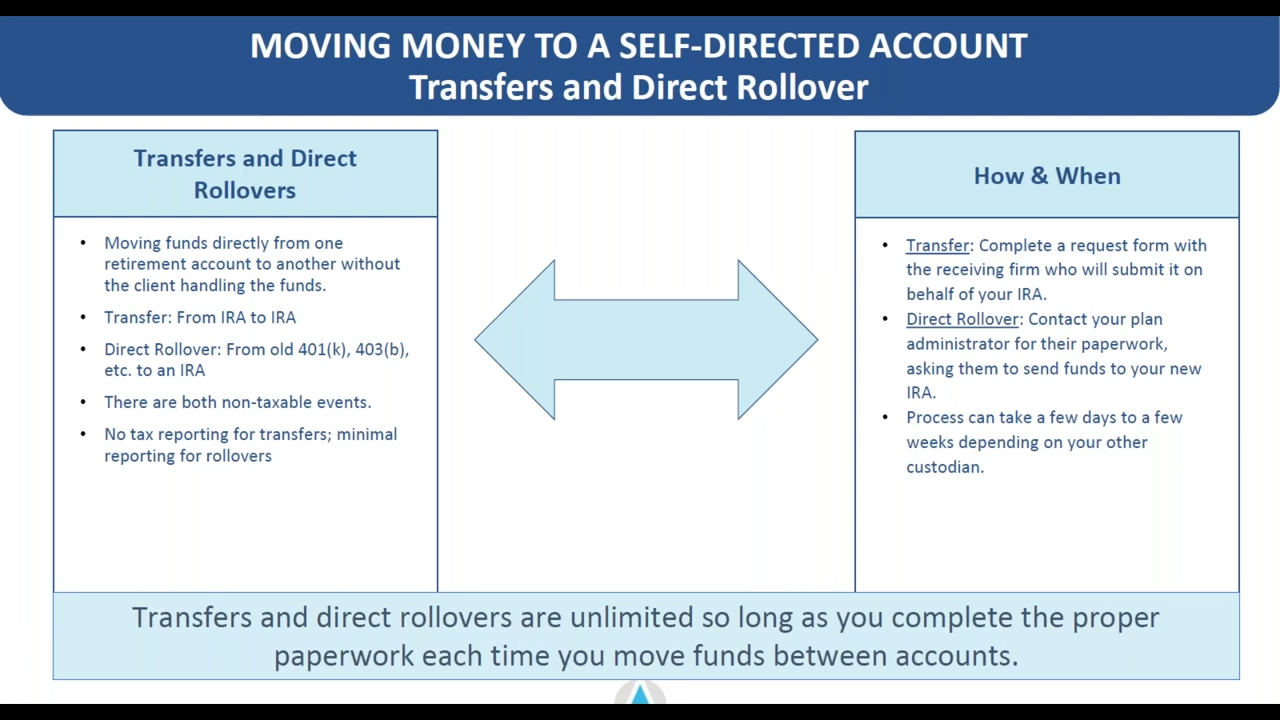 MOVING MONEY TO A SELF-DIRECTED ACCOUNT
Transfers and Direct Rollover
Transfers and Direct
Rollovers
• Moving funds directly from one
retirement account to another without
the client handling the funds.
• Transfer: From IRA to IRA
• Direct Rollover: From old 401(k), 403(b),
etc. to an IRA
• There are both non-taxable events.
• No tax reporting for transfers; minimal
reporting for rollovers
How & When
• Transfer: Complete a request form with
the receiving firm who will submit it on
behalf of your IRA.
• Direct Rollover: Contact your plan
administrator for their paperwork,
asking them to send funds to your new
IRA.
• Process can take a few days to a few
weeks depending on your other
custodian.
Transfers and direct rollovers are unlimited so long as you complete the proper
paperwork each time you move funds between accounts.